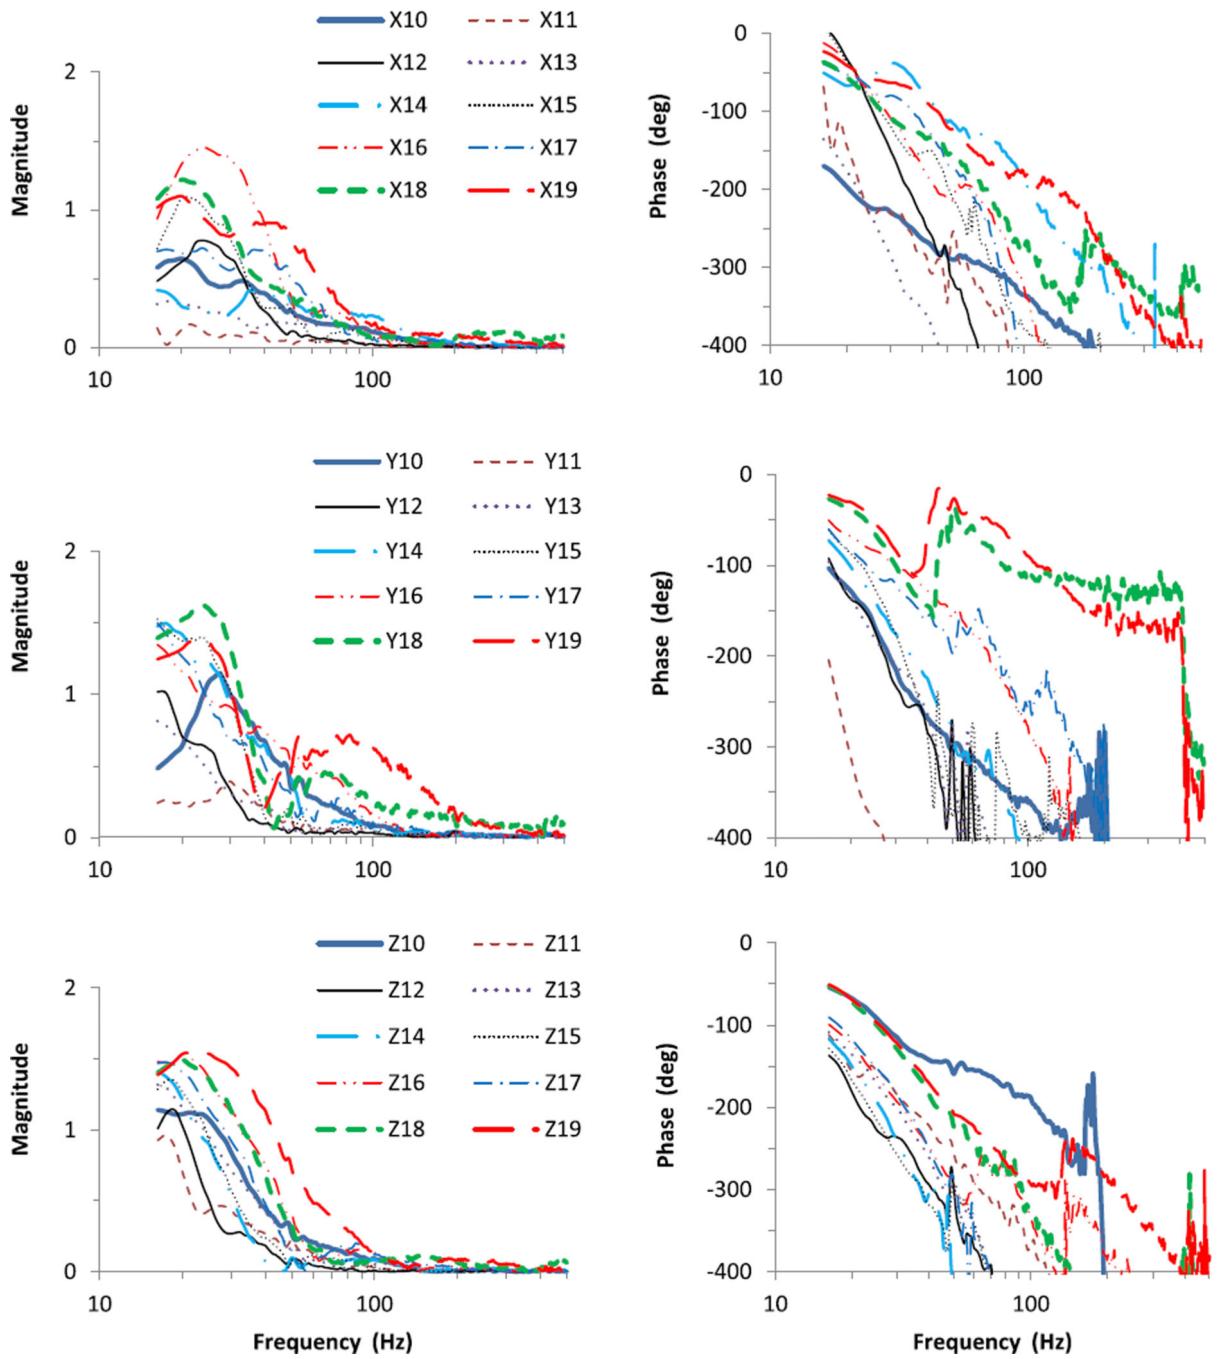 X10 X11
X12 X13
X14 X15
X16 X17
X18 X19
Magnitude
2
1
0
10 100
Phase (deg)
0
-100
-200
-300
-400
10 100
Y10 Y11
Y12 Y13
Y14 Y15
Y16 Y17
Y18 Y19
Magnitude
2
1
0
10 100
Phase (deg)
0
-100
-200
-300
-400
10 100
Z10 Z11
Z12 Z13
Z14 Z15
Z16 Z17
Z18 Z19
Magnitude
2
1
0
10 100
Frequency (Hz)
Phase (deg)
0
-100
-200
-300
-400
10 100
Frequency (Hz)